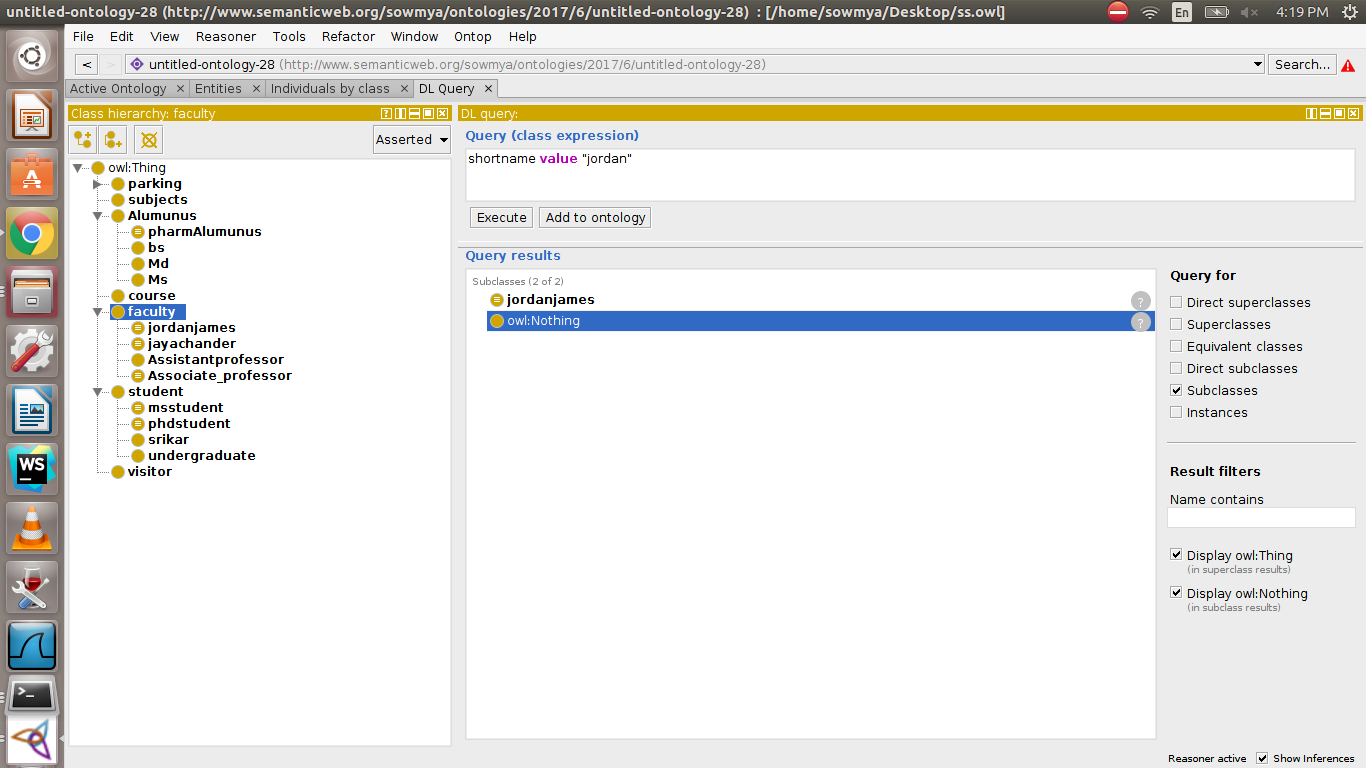 untitled-ontology-28 (http://www.semanticweb.org/sowmya/ontologies/2017/6/untitled-ontology-28) : [/home/sowmya/Desktop/ss.owl]
En
4:19 PM
File Edit View Reasoner Tools Refactor Window Ontop Help
< > untitled-ontology-28 (http://www.semanticweb.org/sowmya/ontologies/2017/6/untitled-ontology-28) Search...
Active Ontology × Entities × Individuals by class × DL Query ×
Class hierarchy: faculty
Asserted
owl:Thing
parking
subjects
Alumunus
pharmAlumunus
bs
Md
Ms
course
faculty
jordanjames
jayachander
Assistantprofessor
Associate_professor
student
msstudent
phdstudent
srikar
undergraduate
visitor
DL query:
Query (class expression)
shortname value "jordan"
Execute Add to ontology
Query results
Subclasses (2 of 2)
jordanjames ?
owl:Nothing ?
Query for
Direct superclasses
Superclasses
Equivalent classes
Direct subclasses
Subclasses
Instances
Result filters
Name contains
Display owl:Thing
(in superclass results)
Display owl:Nothing
(in subclass results)
Reasoner active Show Inferences
WS